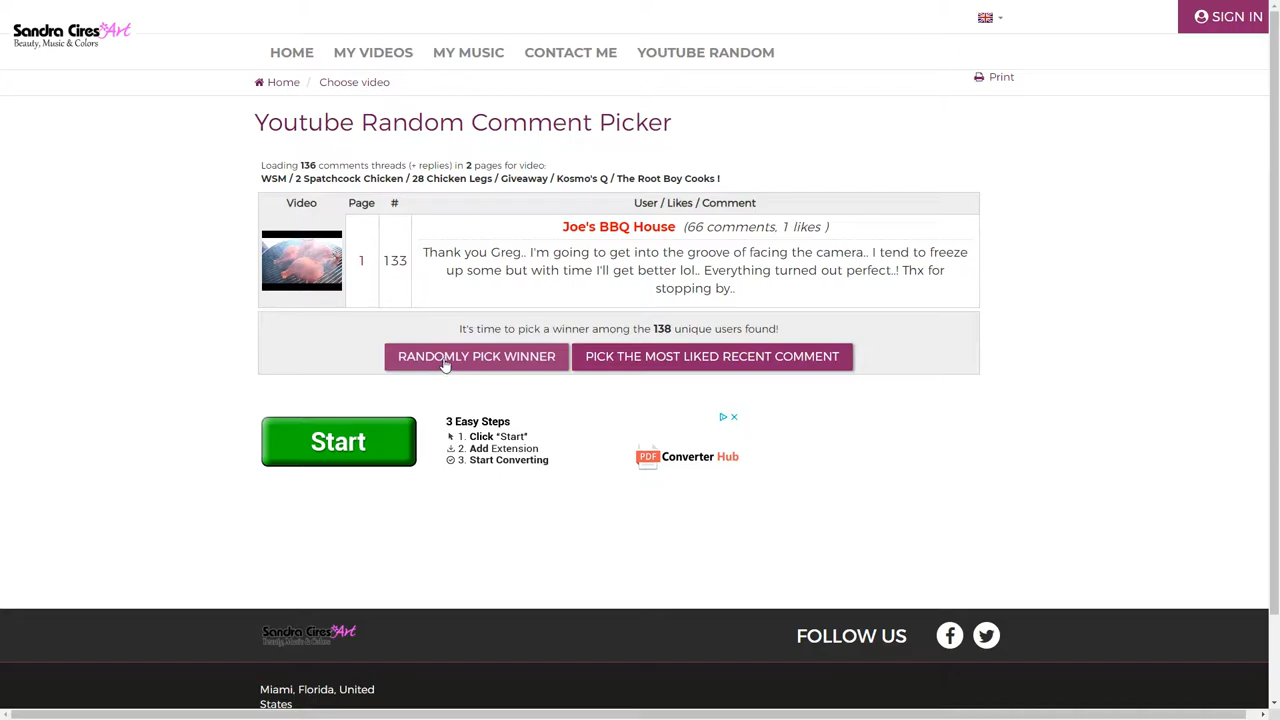 Sandra Cires Art
Beauty, Music & Colors
SIGN IN
HOME MY VIDEOS MY MUSIC CONTACT ME YOUTUBE RANDOM
Home / Choose video
Print
Youtube Random Comment Picker
Loading 136 comments threads (+ replies) in 2 pages for video:
WSM / 2 Spatchcock Chicken / 28 Chicken Legs / Giveaway / Kosmo's Q / The Root Boy Cooks !
Video Page # User / Likes / Comment
Joe's BBQ House (66 comments, 1 likes )
1 133
Thank you Greg.. I'm going to get into the groove of facing the camera.. I tend to freeze
up some but with time I'll get better lol.. Everything turned out perfect..! Thx for
stopping by..
It's time to pick a winner among the 138 unique users found!
RANDOMLY PICK WINNER PICK THE MOST LIKED RECENT COMMENT
Start
3 Easy Steps
1. Click "Start"
2. Add Extension
3. Start Converting
PDF Converter Hub
Sandra Cires Art
Beauty, Music & Colors
FOLLOW US
Miami, Florida, United
States